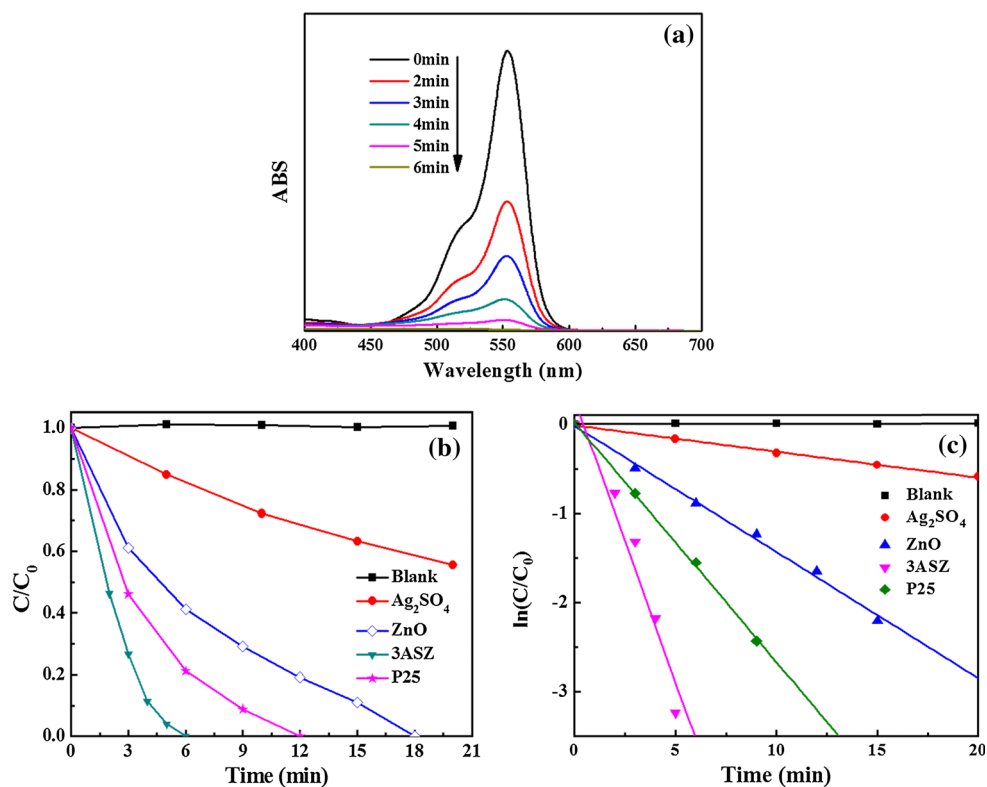 (a)
0min
2min
3min
4min
5min
6min
ABS
400 450 500 550 600 650 700
Wavelength (nm)
(b)
1.0
0.8
0.6
0.4
0.2
0.0
C/C₀
Blank
Ag₂SO₄
ZnO
3ASZ
P25
0 3 6 9 12 15 18 21
Time (min)
(c)
0
-1
-2
-3
ln(C/C₀)
Blank
Ag₂SO₄
ZnO
3ASZ
P25
0 5 10 15 20
Time (min)